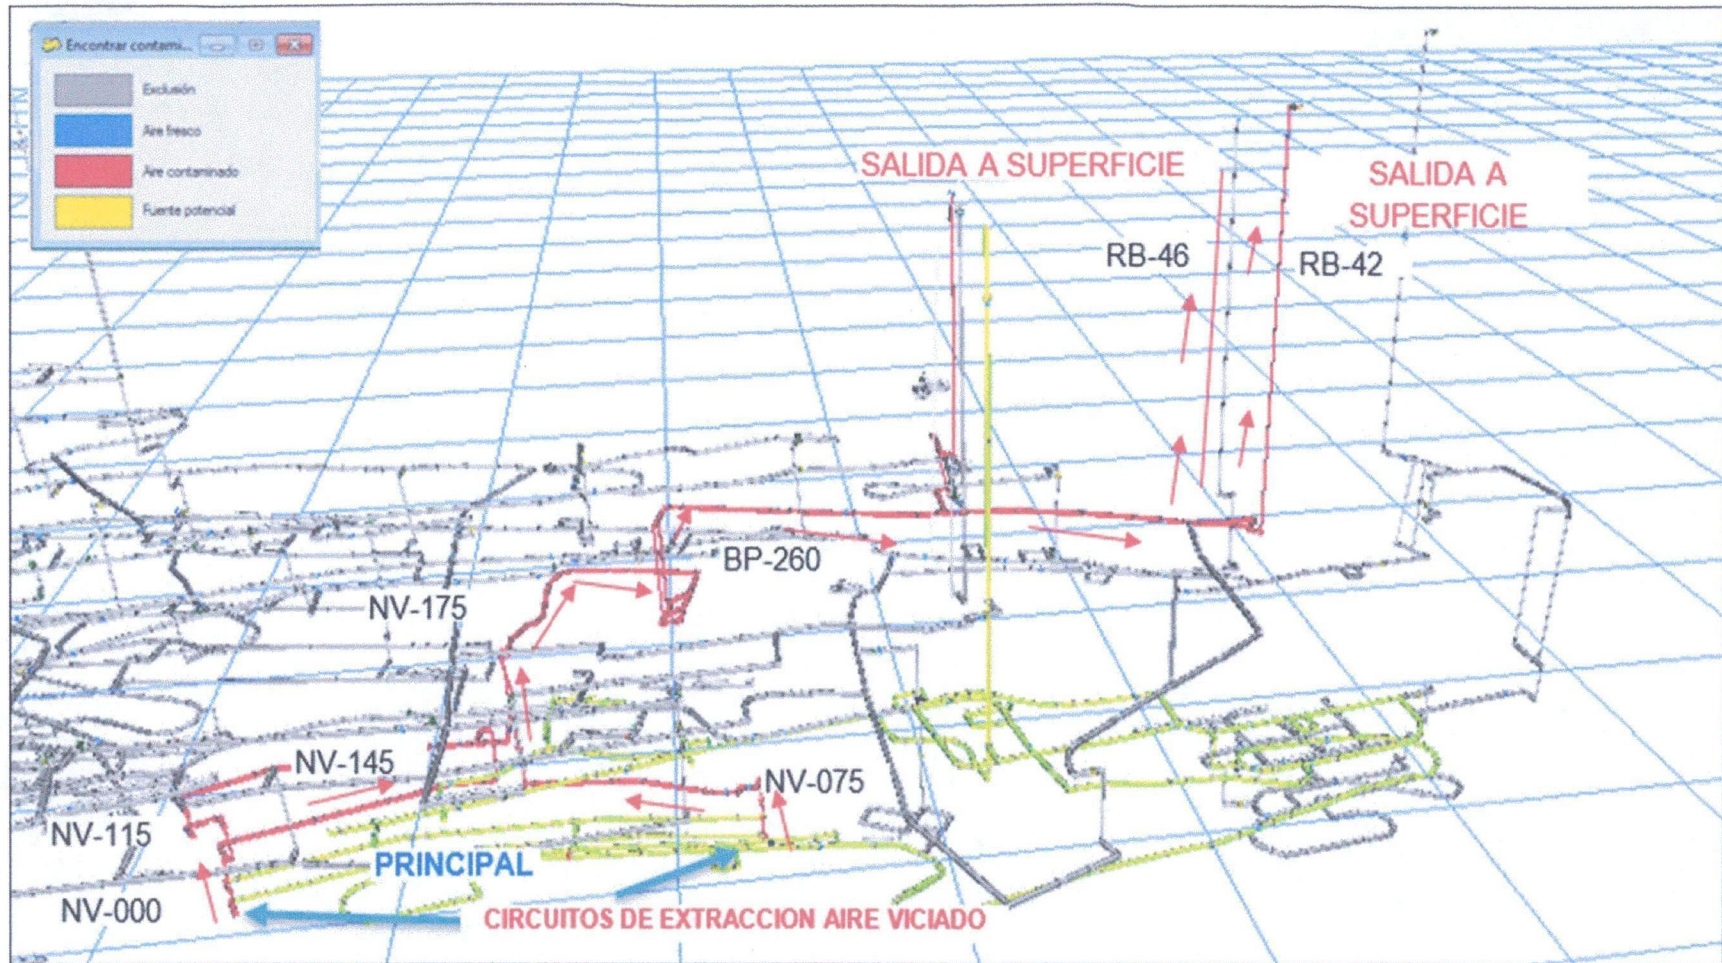 Encontrar contami...
Exclusión
Aire fresco
Aire contaminado
Fuente potencial
SALIDA A SUPERFICIE
SALIDA A
SUPERFICIE
RB-46
RB-42
BP-260
NV-175
NV-145
NV-075
NV-115
PRINCIPAL
NV-000
CIRCUITOS DE EXTRACCION AIRE VICIADO